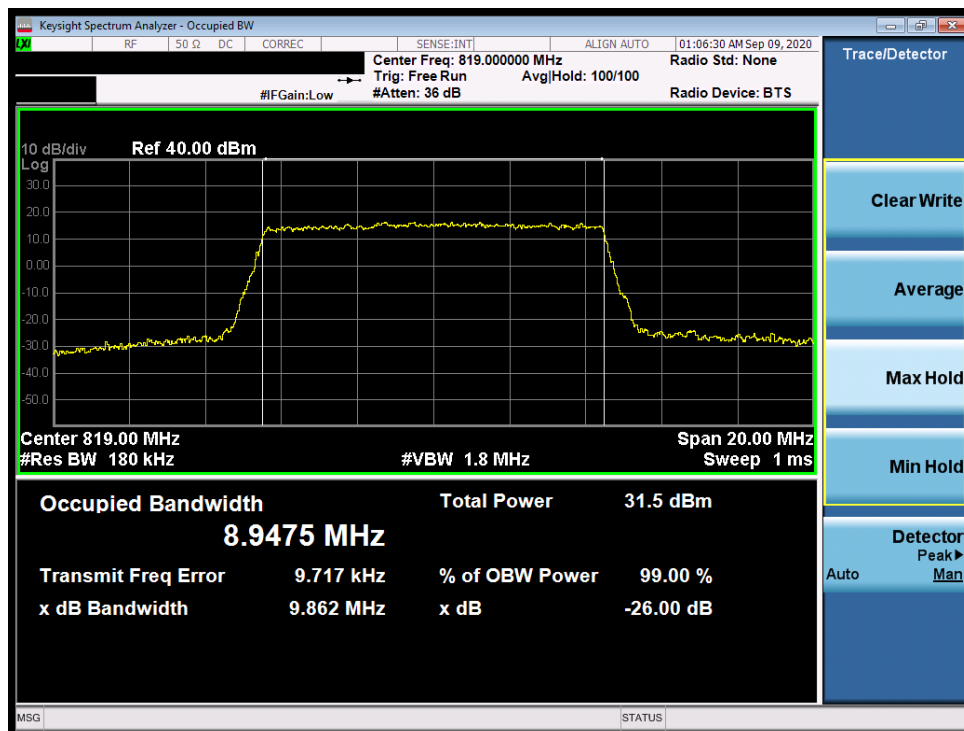 Keysight Spectrum Analyzer - Occupied BW
LXI RF 50 Ω DC CORREC SENSE:INT ALIGN AUTO 01:06:30 AM Sep 09, 2020
Center Freq: 819.000000 MHz Radio Std: None
Trig: Free Run Avg|Hold: 100/100
#IFGain:Low #Atten: 36 dB Radio Device: BTS
10 dB/div Ref 40.00 dBm
Log
30.0
20.0
10.0
0.00
-10.0
-20.0
-30.0
-40.0
-50.0
Center 819.00 MHz Span 20.00 MHz
#Res BW 180 kHz #VBW 1.8 MHz Sweep 1 ms
Occupied Bandwidth Total Power 31.5 dBm
8.9475 MHz
Transmit Freq Error 9.717 kHz % of OBW Power 99.00 %
x dB Bandwidth 9.862 MHz x dB -26.00 dB
MSG STATUS
Trace/Detector
Clear Write
Average
Max Hold
Min Hold
Detector
Peak▶
Auto Man